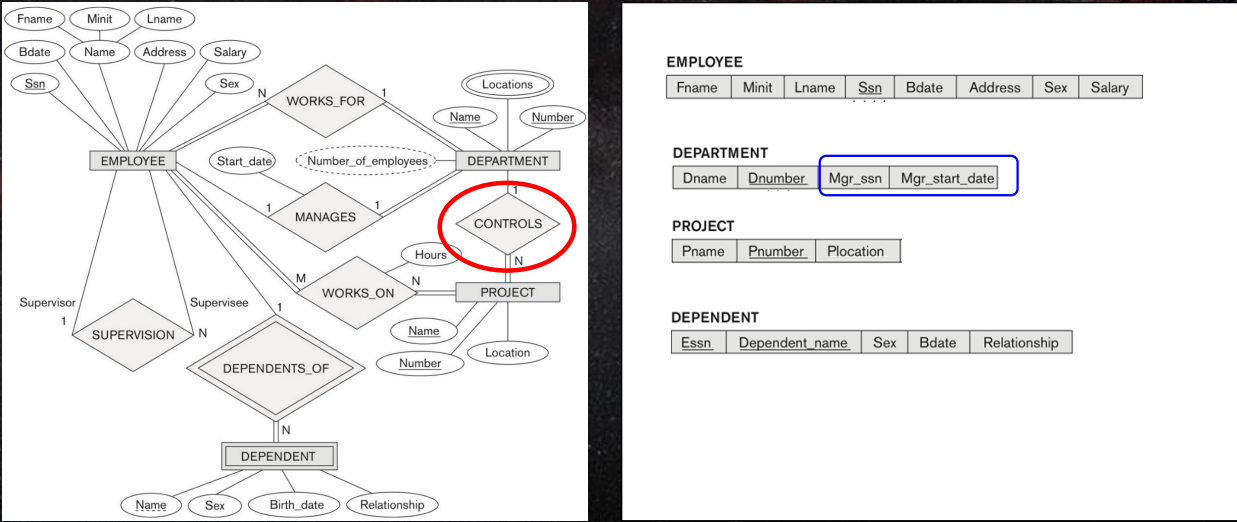 Fname Minit Lname
Bdate Name Address Salary
Ssn Sex
N WORKS_FOR 1
Locations
Name Number
EMPLOYEE Start_date Number_of_employees DEPARTMENT
1 MANAGES 1
1
CONTROLS
N
Hours
M WORKS_ON N PROJECT
Supervisor Supervisee
1 SUPERVISION N
1
Name
Number Location
DEPENDENTS_OF
N
DEPENDENT
Name Sex Birth_date Relationship
EMPLOYEE
Fname Minit Lname Ssn Bdate Address Sex Salary
DEPARTMENT
Dname Dnumber Mgr_ssn Mgr_start_date
PROJECT
Pname Pnumber Plocation
DEPENDENT
Essn Dependent_name Sex Bdate Relationship